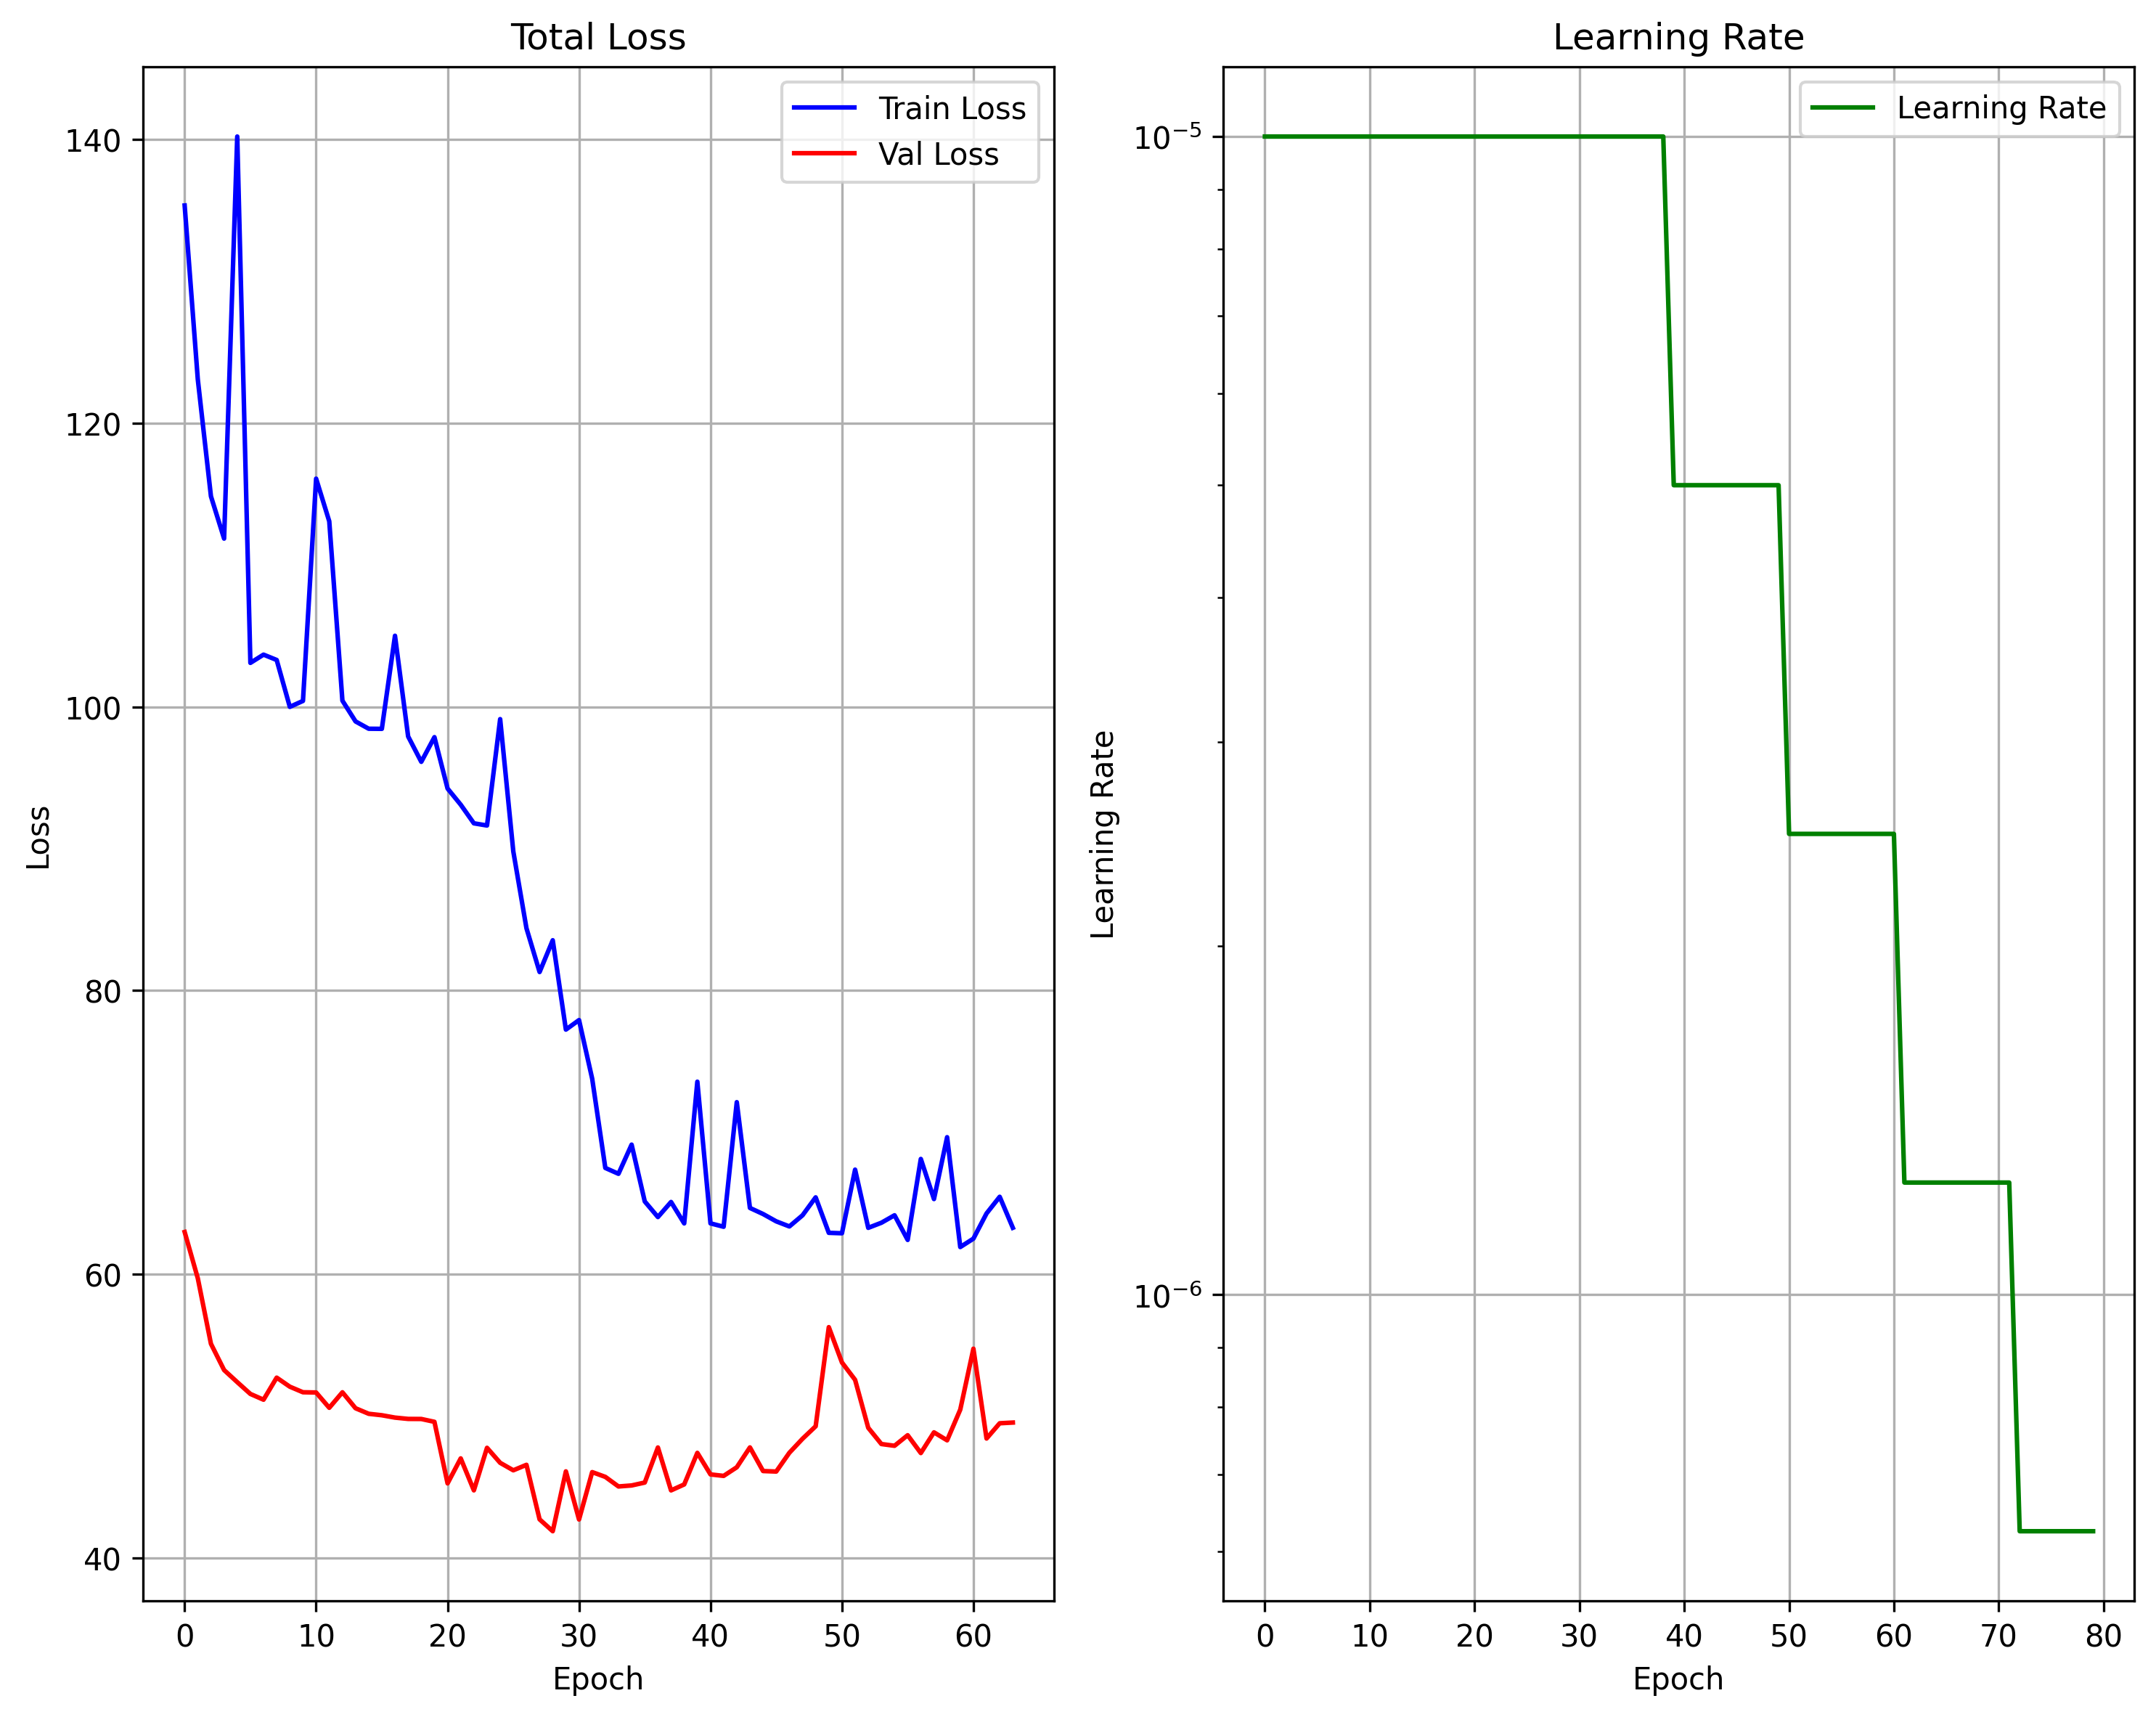 Total Loss
Train Loss
Val Loss
140
120
100
80
60
40
Loss
0 10 20 30 40 50 60
Epoch
Learning Rate
Learning Rate
10⁻⁵
10⁻⁶
Learning Rate
0 10 20 30 40 50 60 70 80
Epoch